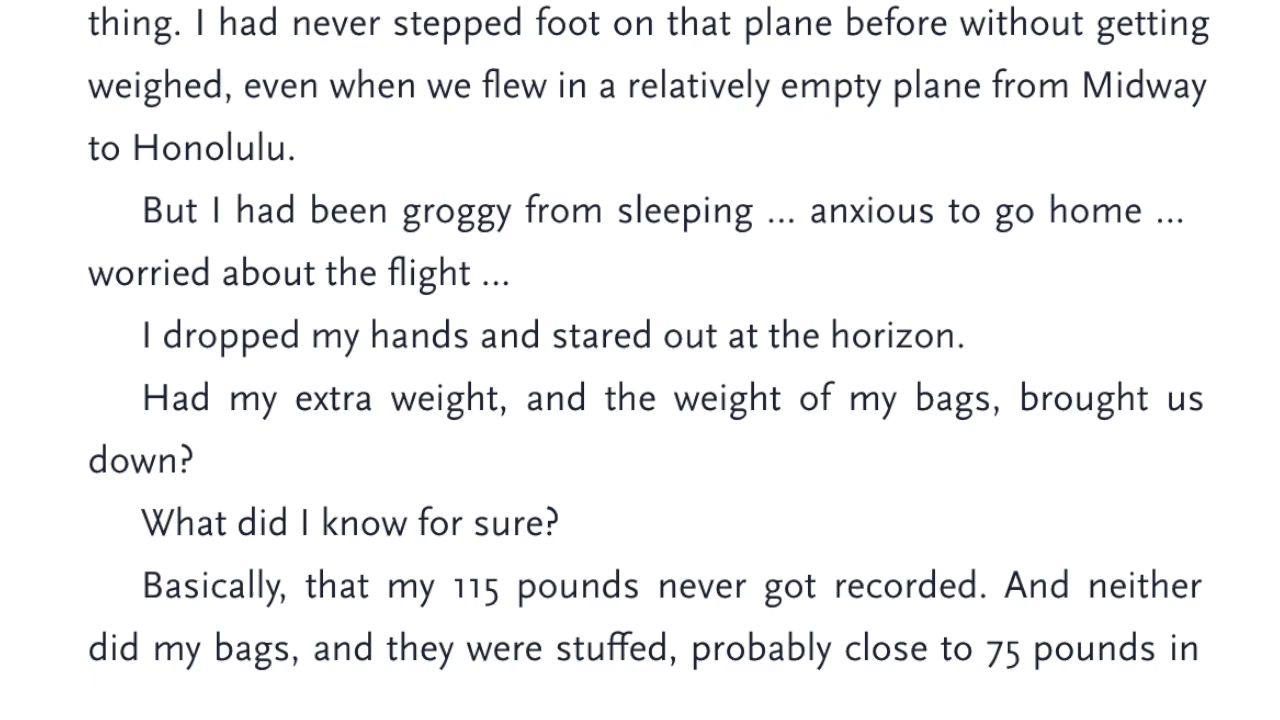 thing. I had never stepped foot on that plane before without getting
weighed, even when we flew in a relatively empty plane from Midway
to Honolulu.
But I had been groggy from sleeping ... anxious to go home ...
worried about the flight ...
I dropped my hands and stared out at the horizon.
Had my extra weight, and the weight of my bags, brought us
down?
What did I know for sure?
Basically, that my 115 pounds never got recorded. And neither
did my bags, and they were stuffed, probably close to 75 pounds in